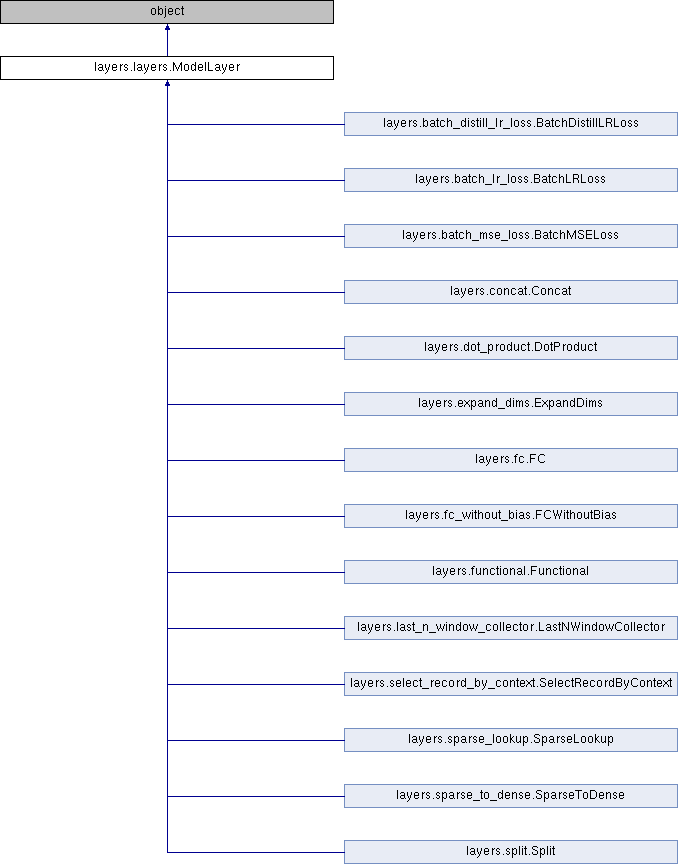 object
layers.layers.ModelLayer
layers.batch_distill_lr_loss.BatchDistillLRLoss
layers.batch_lr_loss.BatchLRLoss
layers.batch_mse_loss.BatchMSELoss
layers.concat.Concat
layers.dot_product.DotProduct
layers.expand_dims.ExpandDims
layers.fc.FC
layers.fc_without_bias.FCWithoutBias
layers.functional.Functional
layers.last_n_window_collector.LastNWindowCollector
layers.select_record_by_context.SelectRecordByContext
layers.sparse_lookup.SparseLookup
layers.sparse_to_dense.SparseToDense
layers.split.Split